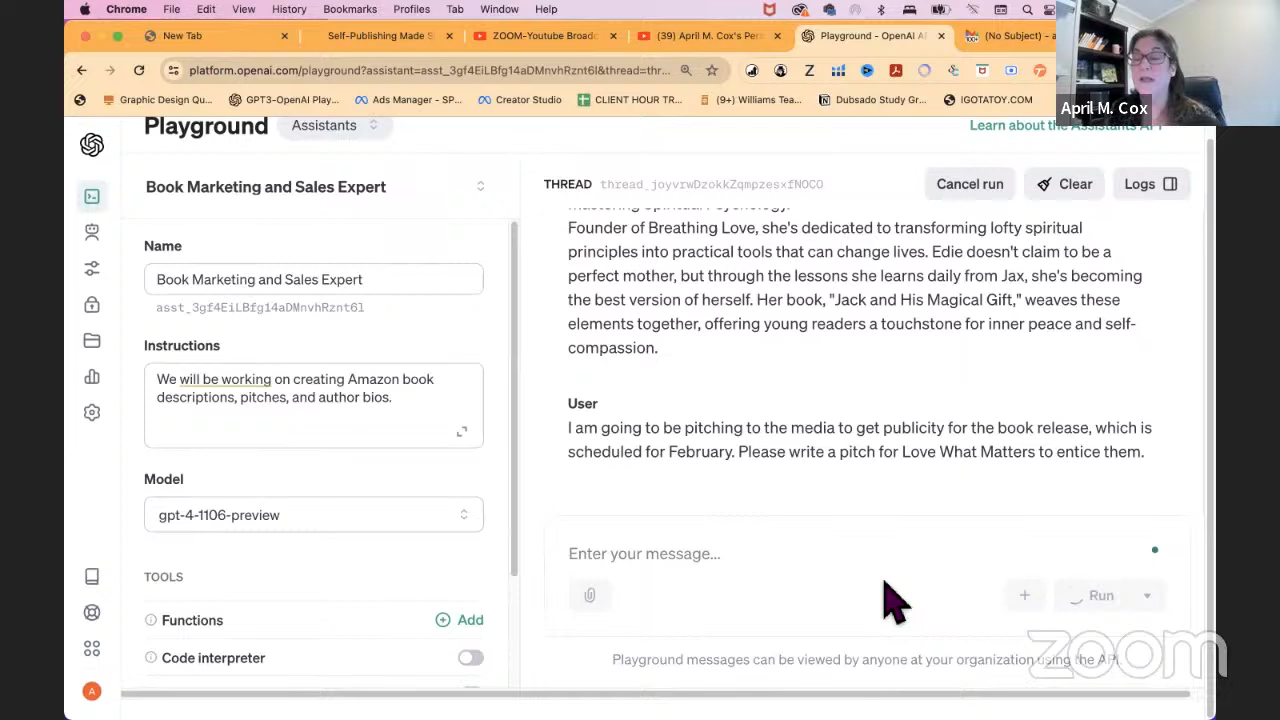 Chrome File Edit View History Bookmarks Profiles Tab Window Help
New Tab
Self-Publishing Made S
ZOOM-Youtube Broadc
(39) April M. Cox's Per
Playground - OpenAI A
(No Subject) - a
platform.openai.com/playground?assistant=asst_3gf4EiLBfg14aDMnvhRznt6l&thread=thr...
Graphic Design Qu...
GPT3-OpenAI Play...
Ads Manager - SP...
Creator Studio
CLIENT HOUR TR...
(9+) Williams Tea...
Dubsado Study Gr...
IGOTATOY.COM
April M. Cox
Playground
Assistants
Learn about the Assistants API
Book Marketing and Sales Expert
Name
Book Marketing and Sales Expert
asst_3gf4EiLBfg14aDMnvhRznt6l
Instructions
We will be working on creating Amazon book
descriptions, pitches, and author bios.
Model
gpt-4-1106-preview
TOOLS
Functions
Add
Code interpreter
A
THREAD thread_joyvrwDzokkZqmpzesxfNOCO
Cancel run
Clear
Logs
mastering Spiritual Psychology.
Founder of Breathing Love, she's dedicated to transforming lofty spiritual
principles into practical tools that can change lives. Edie doesn't claim to be a
perfect mother, but through the lessons she learns daily from Jax, she's becoming
the best version of herself. Her book, "Jack and His Magical Gift," weaves these
elements together, offering young readers a touchstone for inner peace and self-
compassion.
User
I am going to be pitching to the media to get publicity for the book release, which is
scheduled for February. Please write a pitch for Love What Matters to entice them.
Enter your message...
Run
Playground messages can be viewed by anyone at your organization using the API.
zoom